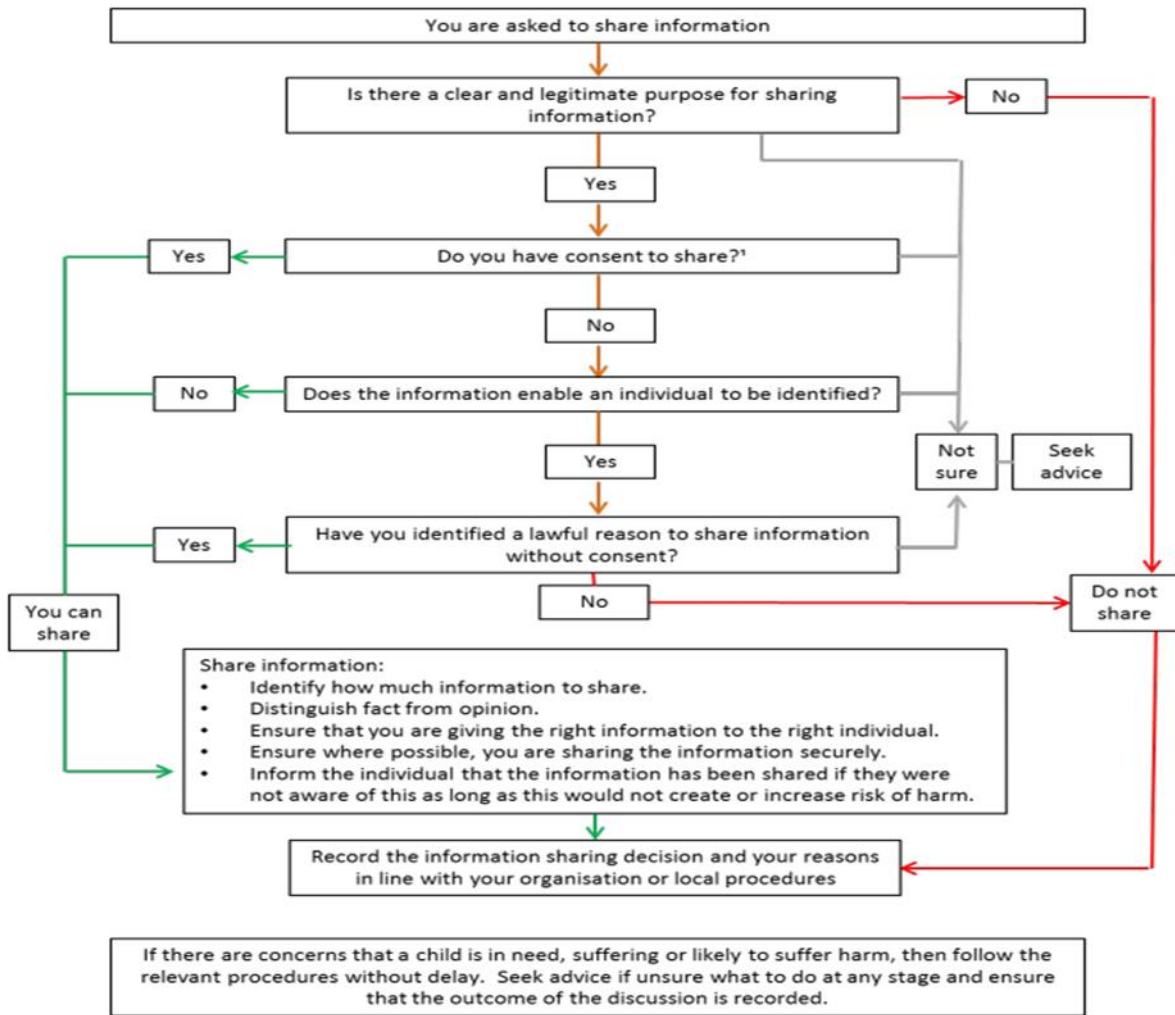 You are asked to share information
Is there a clear and legitimate purpose for sharing
information?
No
Yes
Yes
Do you have consent to share?¹
No
No
Does the information enable an individual to be identified?
Yes
Not
sure
Seek
advice
Yes
Have you identified a lawful reason to share information
without consent?
No
Do not
share
You can
share
Share information:
• Identify how much information to share.
• Distinguish fact from opinion.
• Ensure that you are giving the right information to the right individual.
• Ensure where possible, you are sharing the information securely.
• Inform the individual that the information has been shared if they were
not aware of this as long as this would not create or increase risk of harm.
Record the information sharing decision and your reasons
in line with your organisation or local procedures
If there are concerns that a child is in need, suffering or likely to suffer harm, then follow the
relevant procedures without delay.  Seek advice if unsure what to do at any stage and ensure
that the outcome of the discussion is recorded.